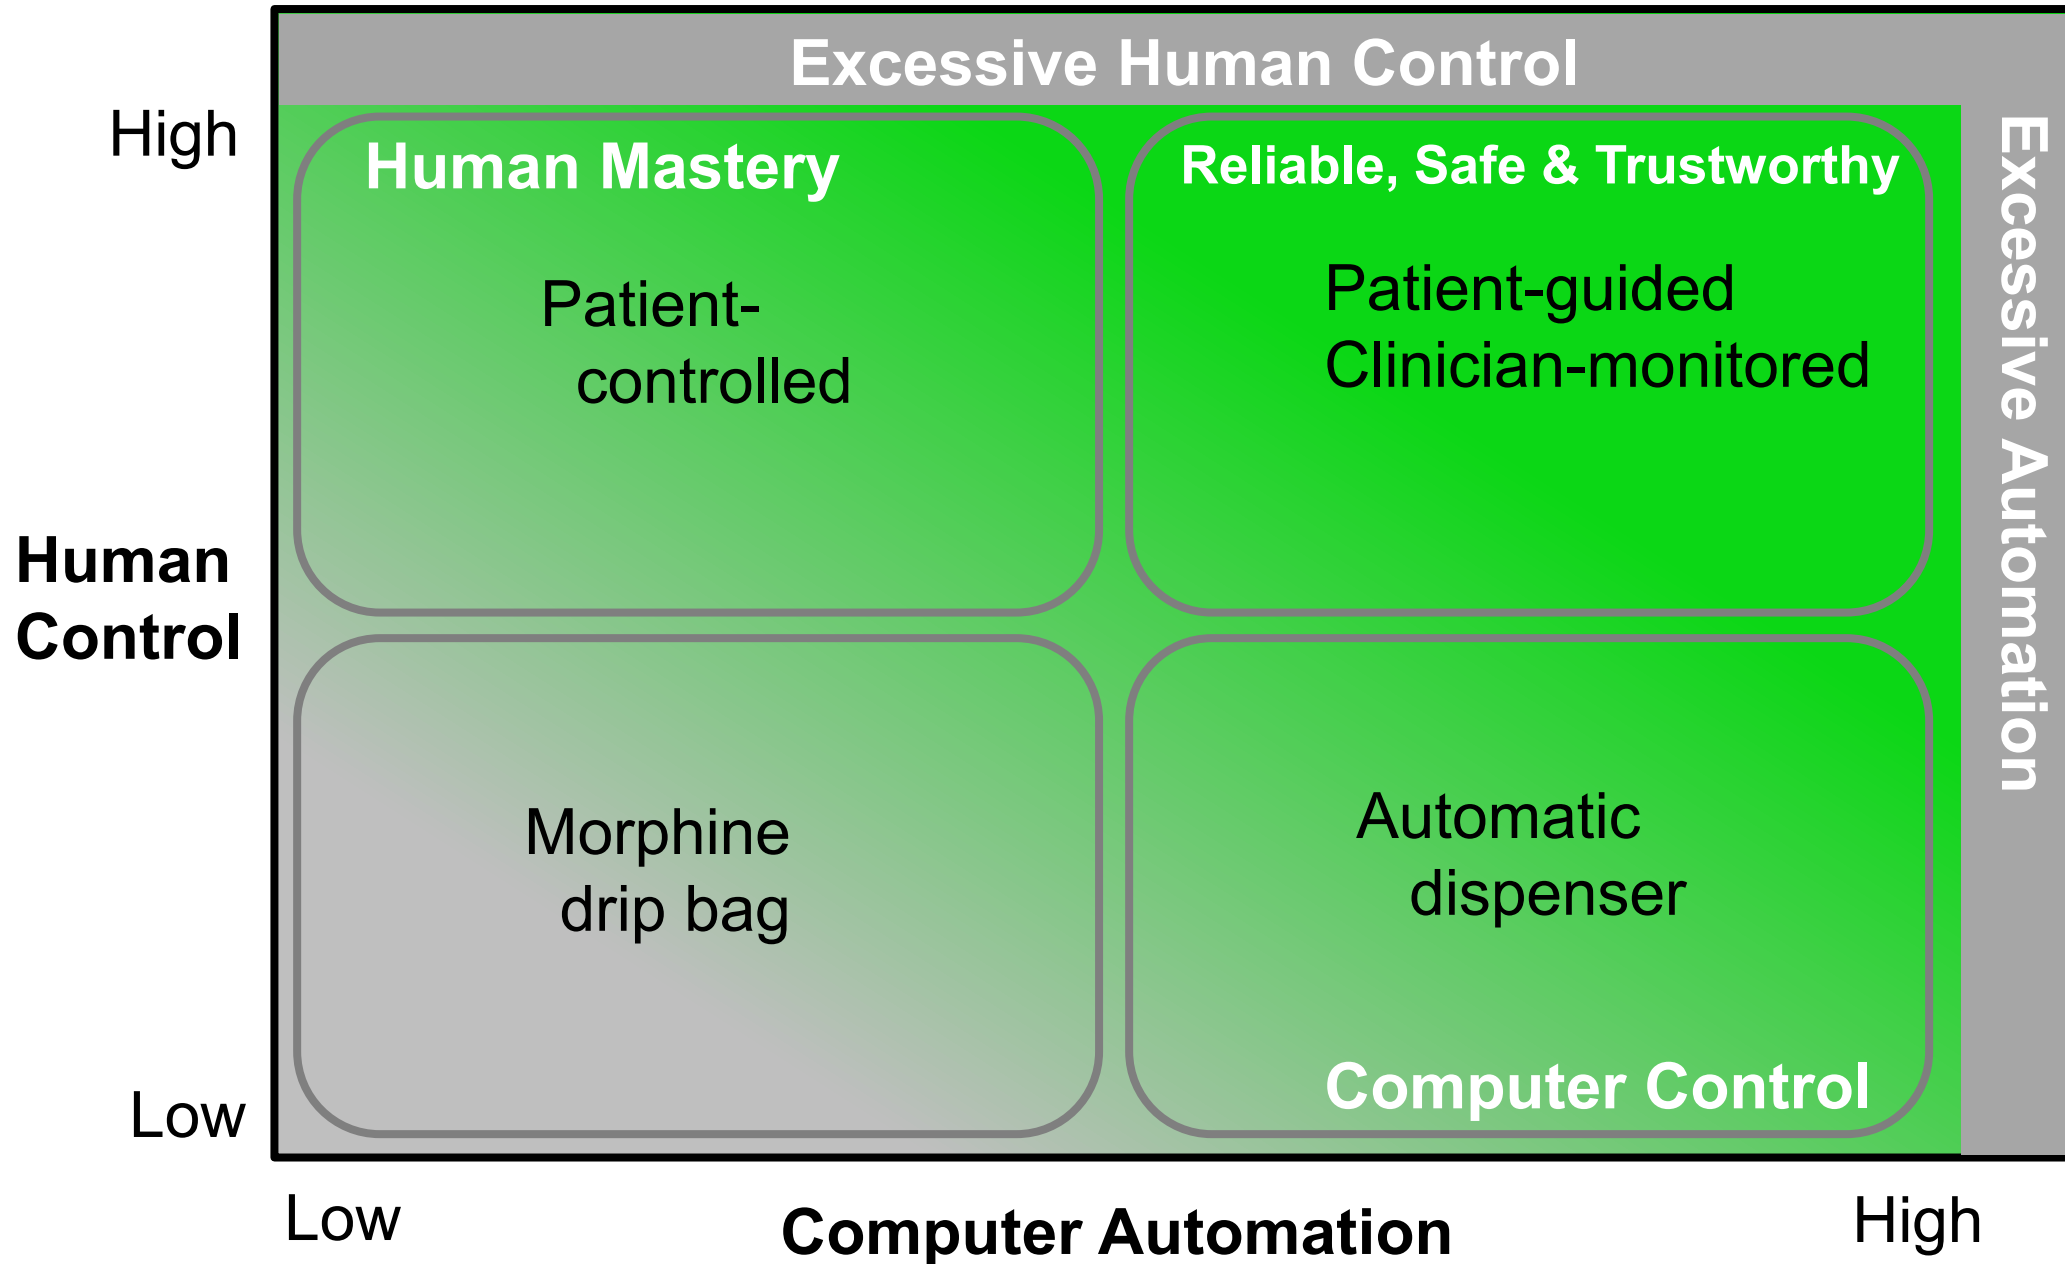 Excessive Human Control
High
Human Mastery
Patient-
controlled
Reliable, Safe & Trustworthy
Patient-guided
Clinician-monitored
Excessive Automation
Human
Control
Morphine
drip bag
Automatic
dispenser
Computer Control
Low
Low
Computer Automation
High